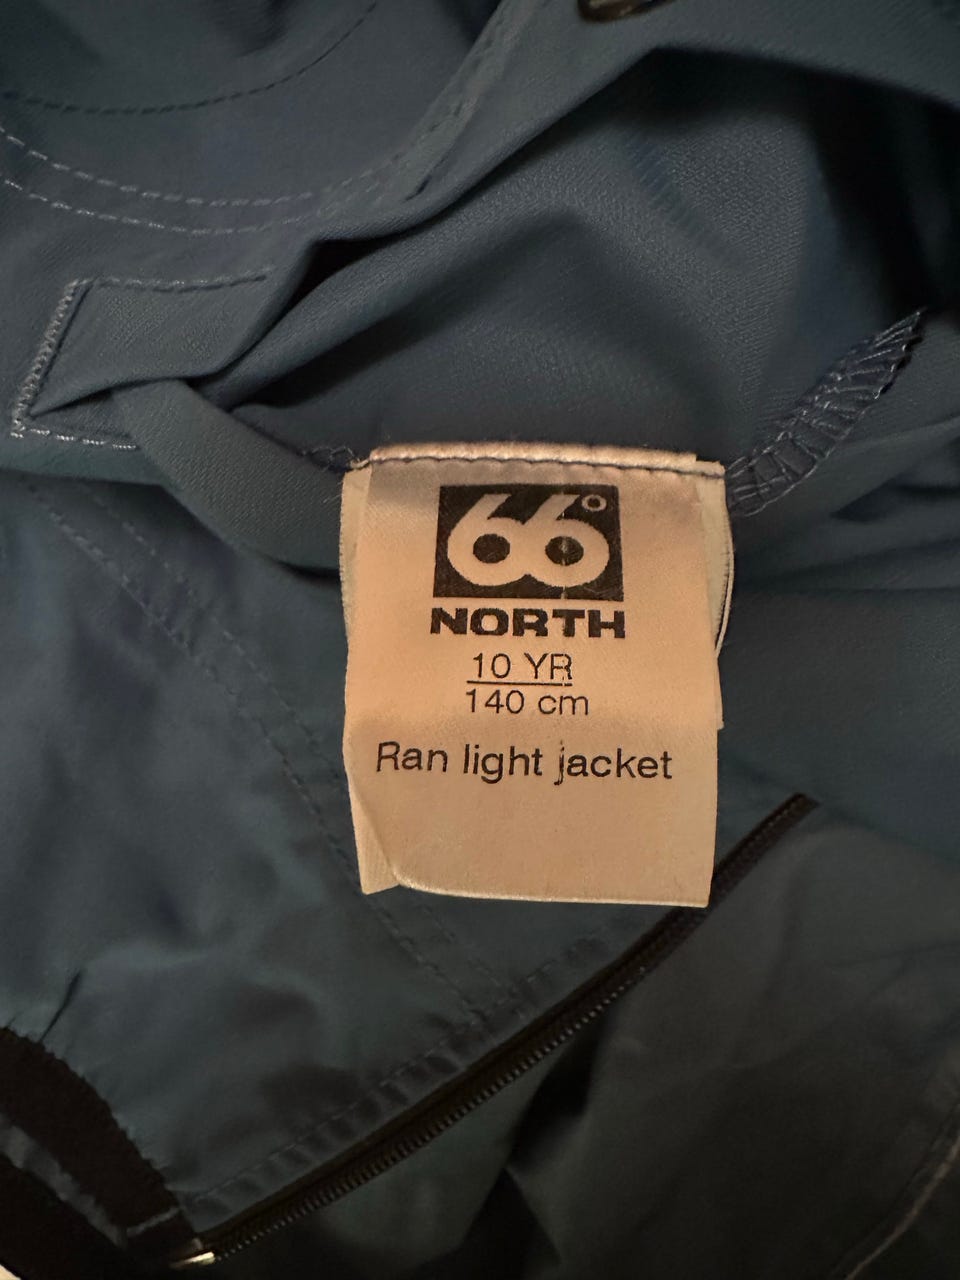 66°
NORTH
10 YR
140 cm
Ran light jacket